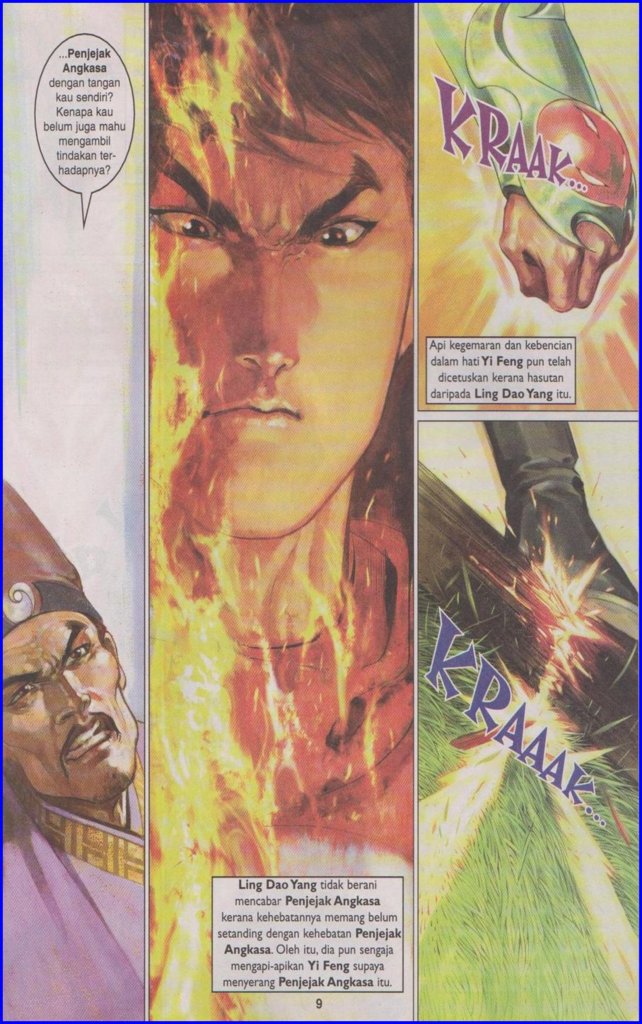 ...Penjejak
Angkasa
dengan tangan
kau sendiri?
Kenapa kau
belum juga mahu
mengambil
tindakan ter-
hadapnya?
KRAAK...
Api kegemaran dan kebencian
dalam hati Yi Feng pun telah
dicetuskan kerana hasutan
daripada Ling Dao Yang itu.
KRAAAK...
Ling Dao Yang tidak berani
mencabar Penjejak Angkasa
kerana kehebatannya memang belum
setanding dengan kehebatan Penjejak
Angkasa. Oleh itu, dia pun sengaja
mengapi-apikan Yi Feng supaya
menyerang Penjejak Angkasa itu.
9